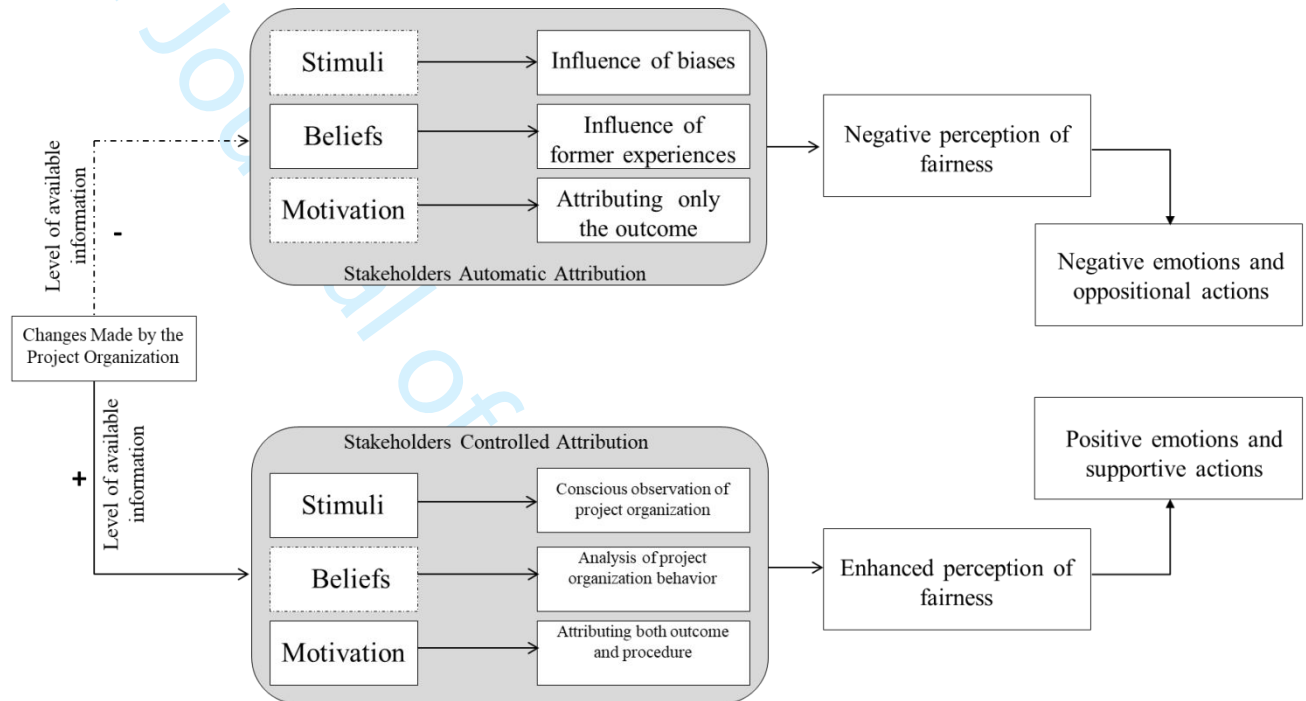 Journal of
Stimuli
Influence of biases
Beliefs
Influence of
former experiences
Motivation
Attributing only
the outcome
Stakeholders Automatic Attribution
Negative perception of
fairness
Negative emotions and
oppositional actions
Level of available
information
-
Changes Made by the
Project Organization
+
Level of available
information
Stakeholders Controlled Attribution
Stimuli
Conscious observation of
project organization
Beliefs
Analysis of project
organization behavior
Motivation
Attributing both outcome
and procedure
Enhanced perception of
fairness
Positive emotions and
supportive actions